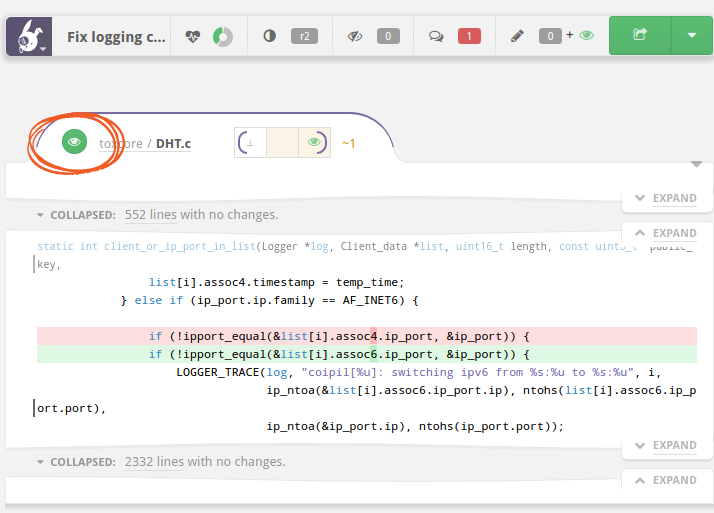 Fix logging c...
r2
0
1
0 +
toxcore / DHT.c
~1
EXPAND
COLLAPSED: 552 lines with no changes.
EXPAND
static int client_or_ip_port_in_list(Logger *log, Client_data *list, uint16_t length, const uint8_t *public_
key,
list[i].assoc4.timestamp = temp_time;
} else if (ip_port.ip.family == AF_INET6) {
if (!ipport_equal(&list[i].assoc4.ip_port, &ip_port)) {
if (!ipport_equal(&list[i].assoc6.ip_port, &ip_port)) {
LOGGER_TRACE(log, "coipil[%u]: switching ipv6 from %s:%u to %s:%u", i,
ip_ntoa(&list[i].assoc6.ip_port.ip), ntohs(list[i].assoc6.ip_p
ort.port),
ip_ntoa(&ip_port.ip), ntohs(ip_port.port));
EXPAND
COLLAPSED: 2332 lines with no changes.
EXPAND